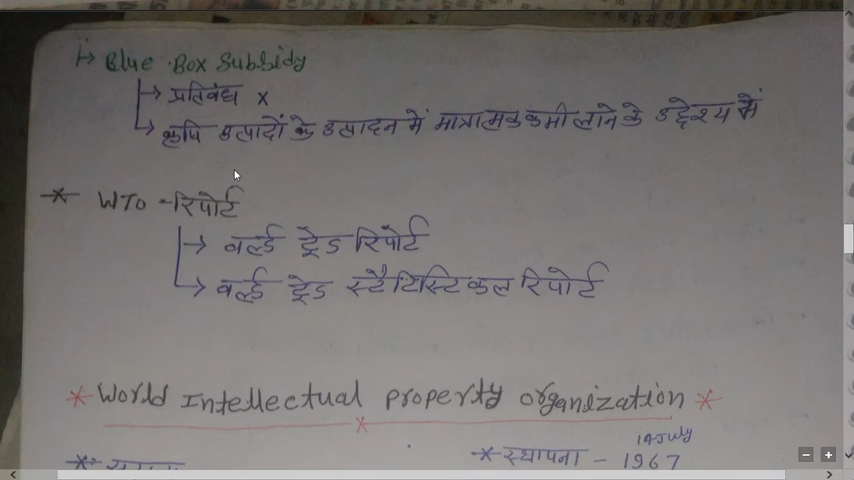 Blue Box Subsidy
→ प्रतिबंध x
→ कृषि उत्पादों के उत्पादन में मात्रात्मक कमी लाने के उद्देश्य से
* WTO - रिपोर्ट
→ वर्ल्ड ट्रेड रिपोर्ट
→ वर्ल्ड ट्रेड स्टैटिस्टिकल रिपोर्ट
* World Intellectual property organization *
* स्थापना - 14 July 1967